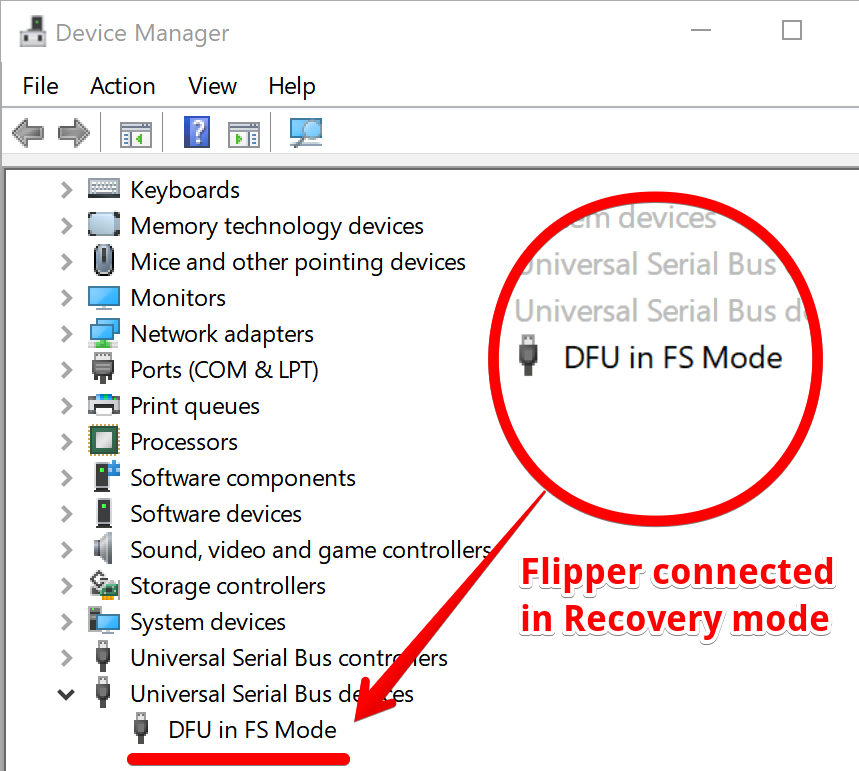 Device Manager
File Action View Help
Keyboards
Memory technology devices
Mice and other pointing devices
Monitors
Network adapters
Ports (COM & LPT)
Print queues
Processors
Software components
Software devices
Sound, video and game controllers
Storage controllers
System devices
Universal Serial Bus controllers
Universal Serial Bus devices
DFU in FS Mode
em devices
Universal Serial Bus
Universal Serial Bus de
DFU in FS Mode
Flipper connected
in Recovery mode